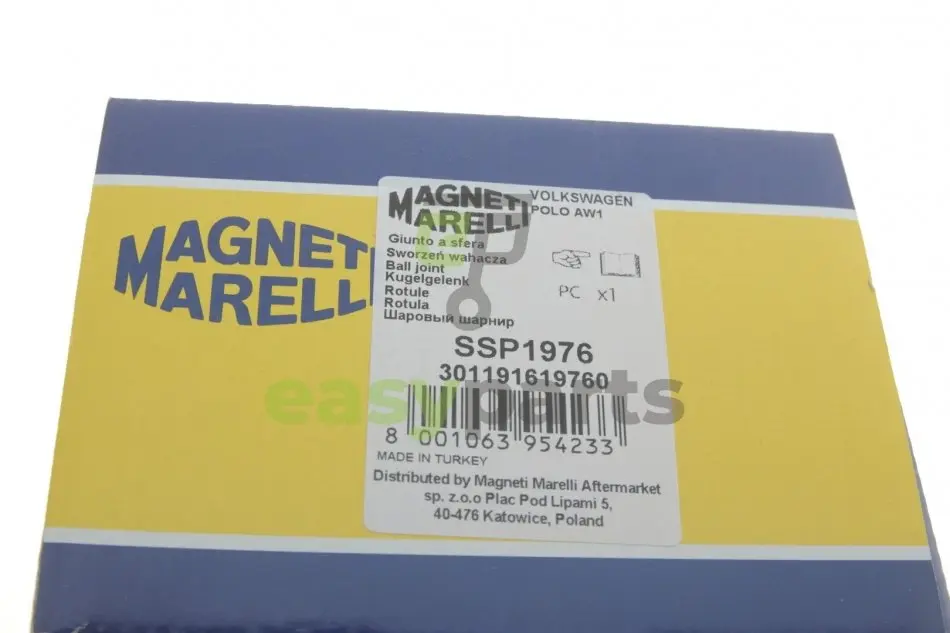 MAGNETI
MARELLI
MAGNETI
MARELLI
VOLKSWAGEN
POLO AW1
Giunto a sfera
Sworzeń wahacza
Ball joint
Kugelgelenk
Rotule
Rotula
Шаровый шарнир
PC x1
SSP1976
301191619760
easyparts
8 001063 954233
MADE IN TURKEY
Distributed by Magneti Marelli Aftermarket
sp. z.o.o Plac Pod Lipami 5,
40-476 Katowice, Poland